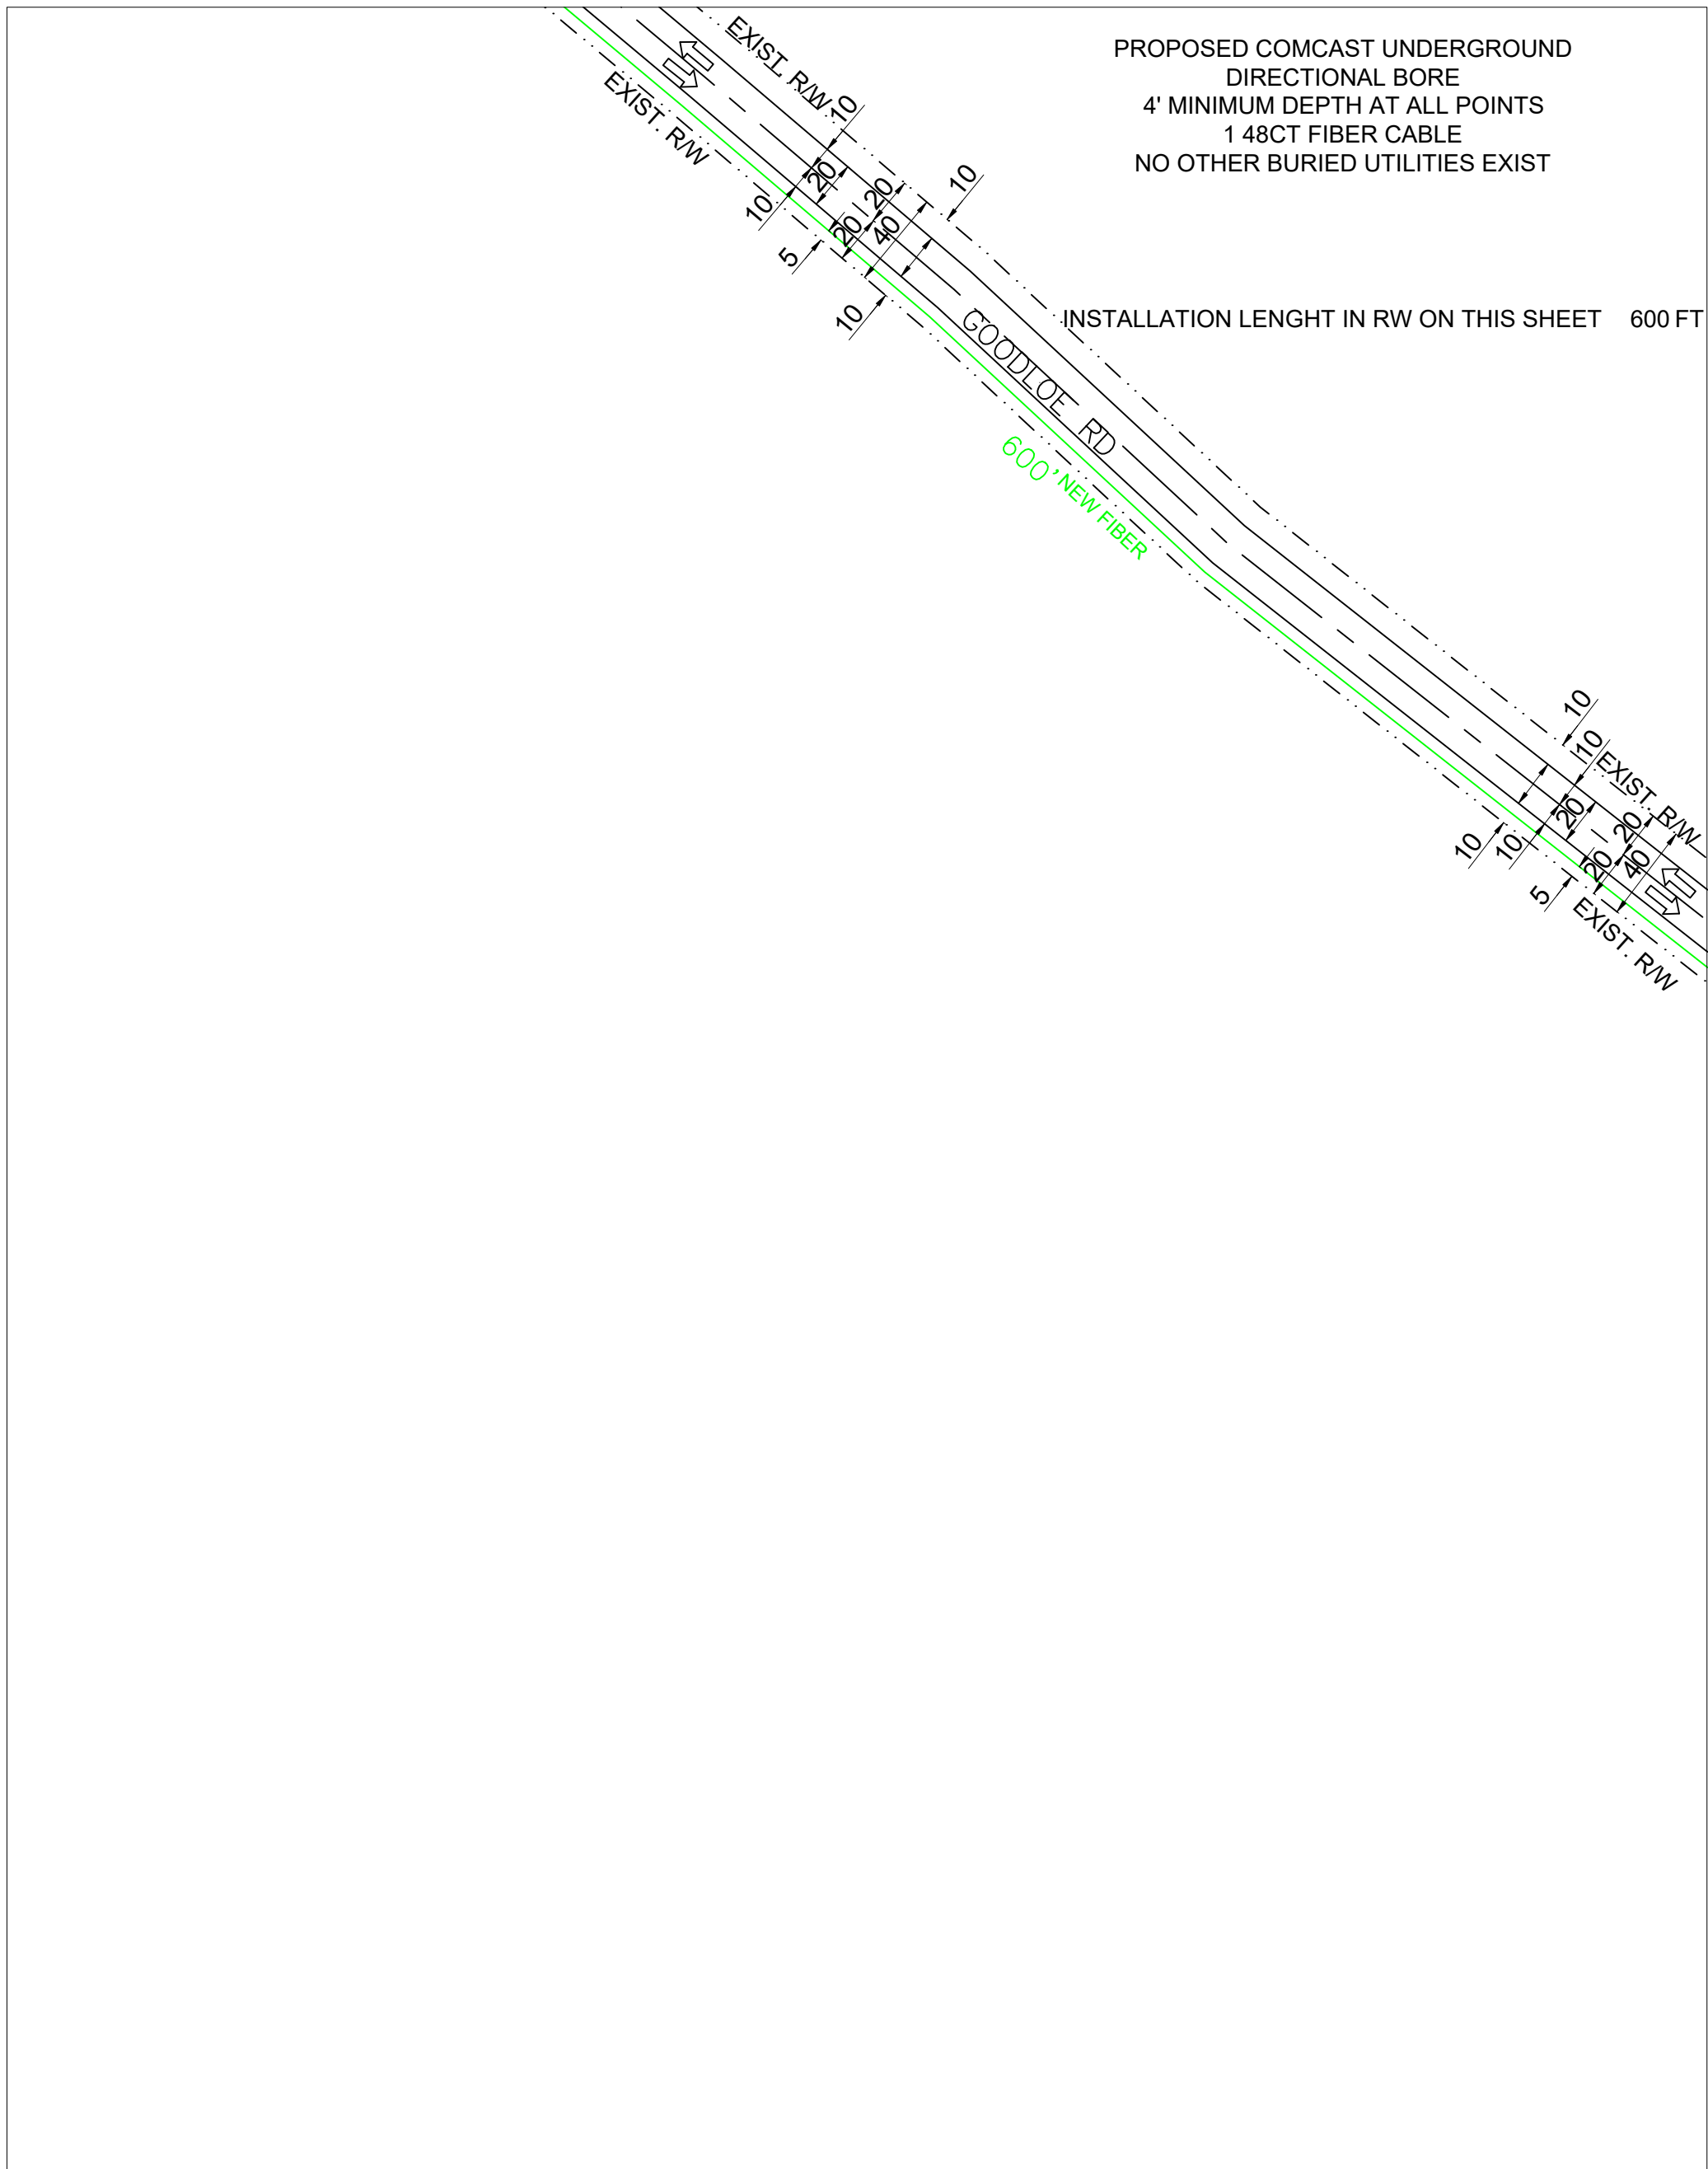 PROPOSED COMCAST UNDERGROUND
DIRECTIONAL BORE
4' MINIMUM DEPTH AT ALL POINTS
1 48CT FIBER CABLE
NO OTHER BURIED UTILITIES EXIST
EXIST. R/W
EXIST. R/W
10
20
10
20
10
20
40
5
10
INSTALLATION LENGHT IN RW ON THIS SHEET 600 FT
GOODLOE RD
600' NEW FIBER
10
10
EXIST. R/W
20
20
10
10
20
40
5
EXIST. R/W